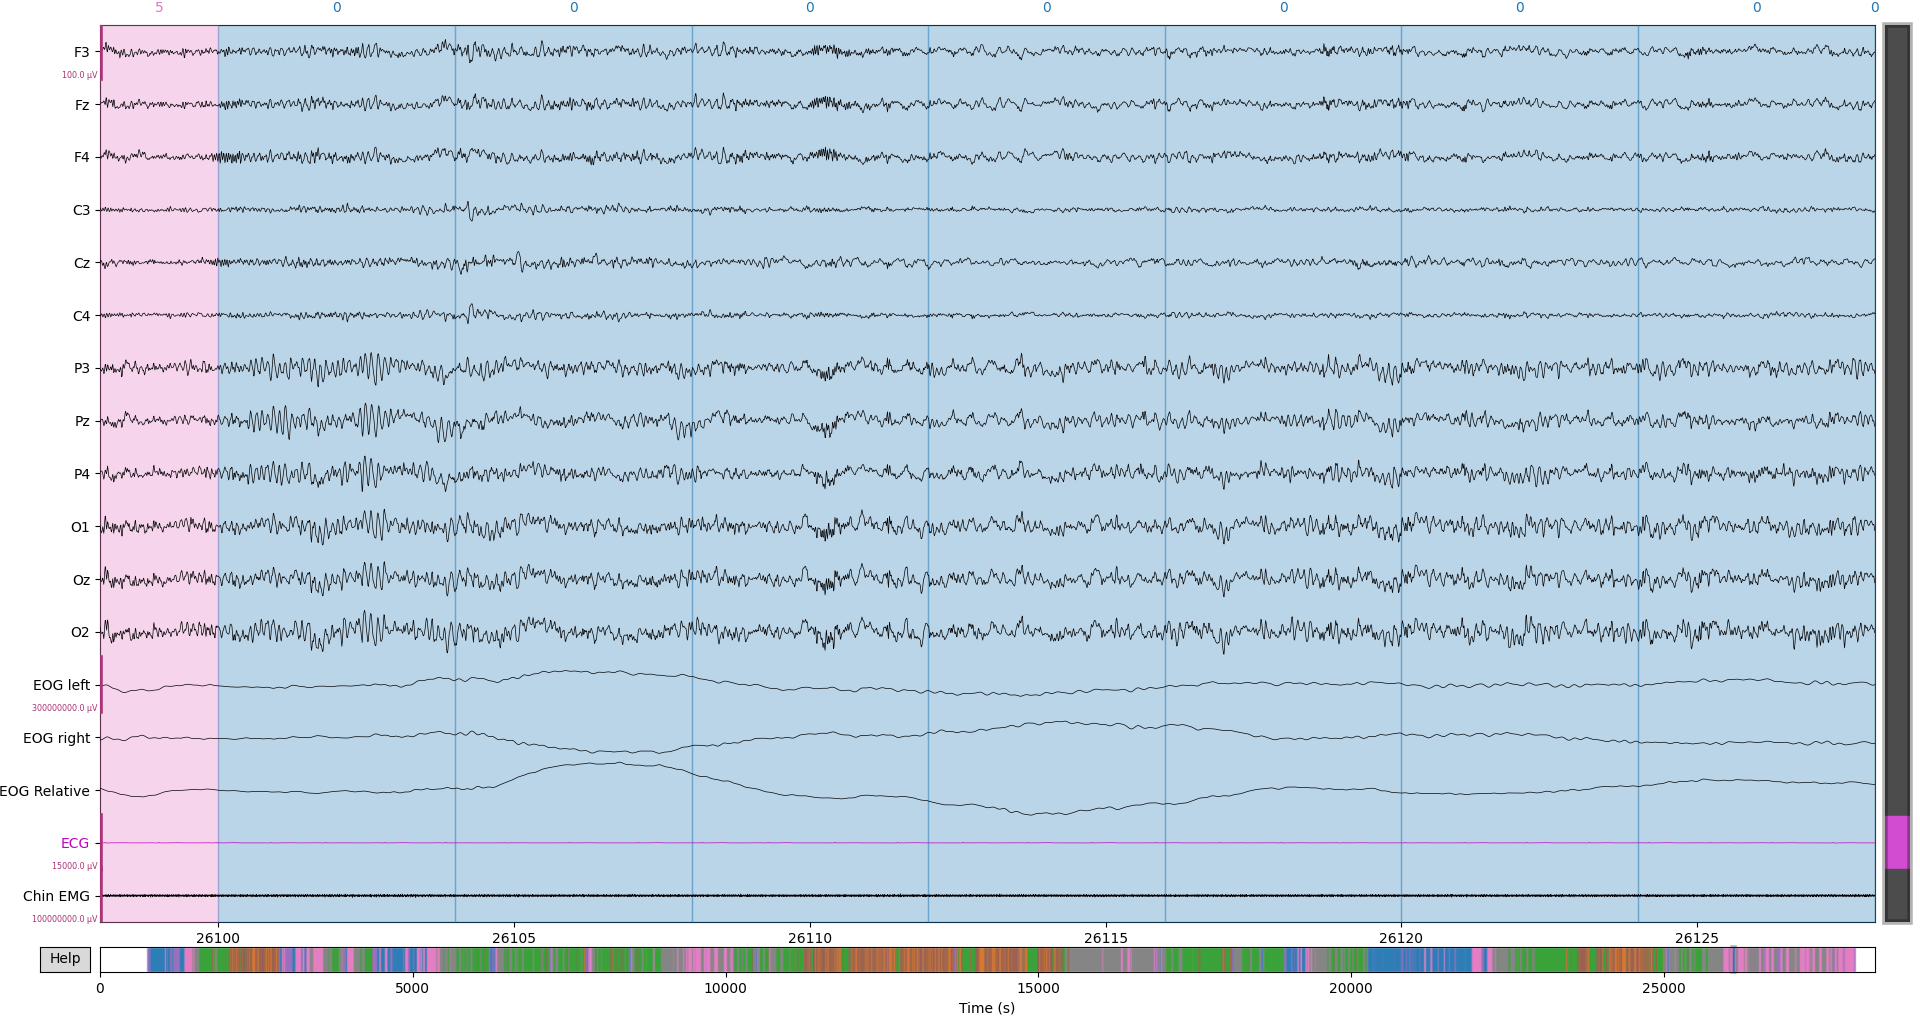 5 0 0 0 0 0 0 0 0
F3
100.0 µV
Fz
F4
C3
Cz
C4
P3
Pz
P4
O1
Oz
O2
EOG left
300000000.0 µV
EOG right
EOG Relative
ECG
15000.0 µV
Chin EMG
100000000.0 µV
26100 26105 26110 26115 26120 26125
Help
0 5000 10000 15000 20000 25000
Time (s)